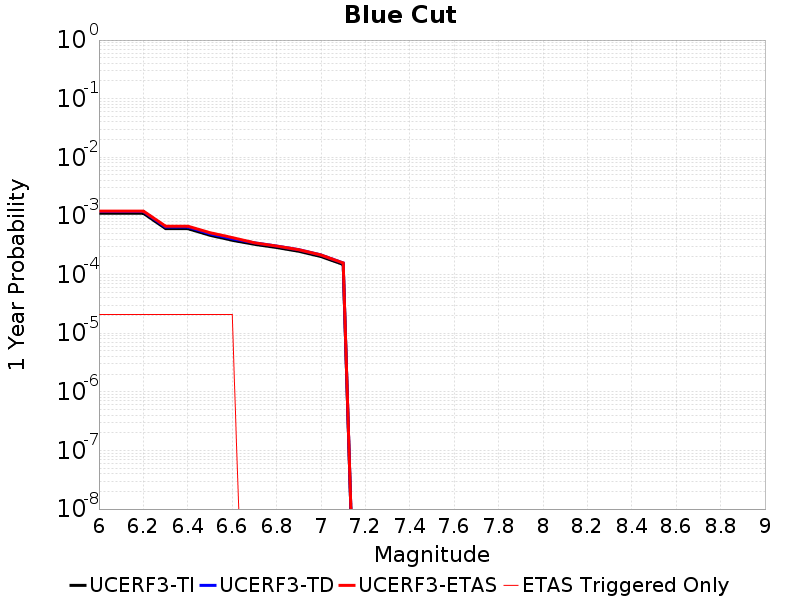 Blue Cut
10^0
10^-1
10^-2
10^-3
10^-4
10^-5
10^-6
10^-7
10^-8
1 Year Probability
6 6.2 6.4 6.6 6.8 7 7.2 7.4 7.6 7.8 8 8.2 8.4 8.6 8.8 9
Magnitude
UCERF3-TI UCERF3-TD UCERF3-ETAS ETAS Triggered Only